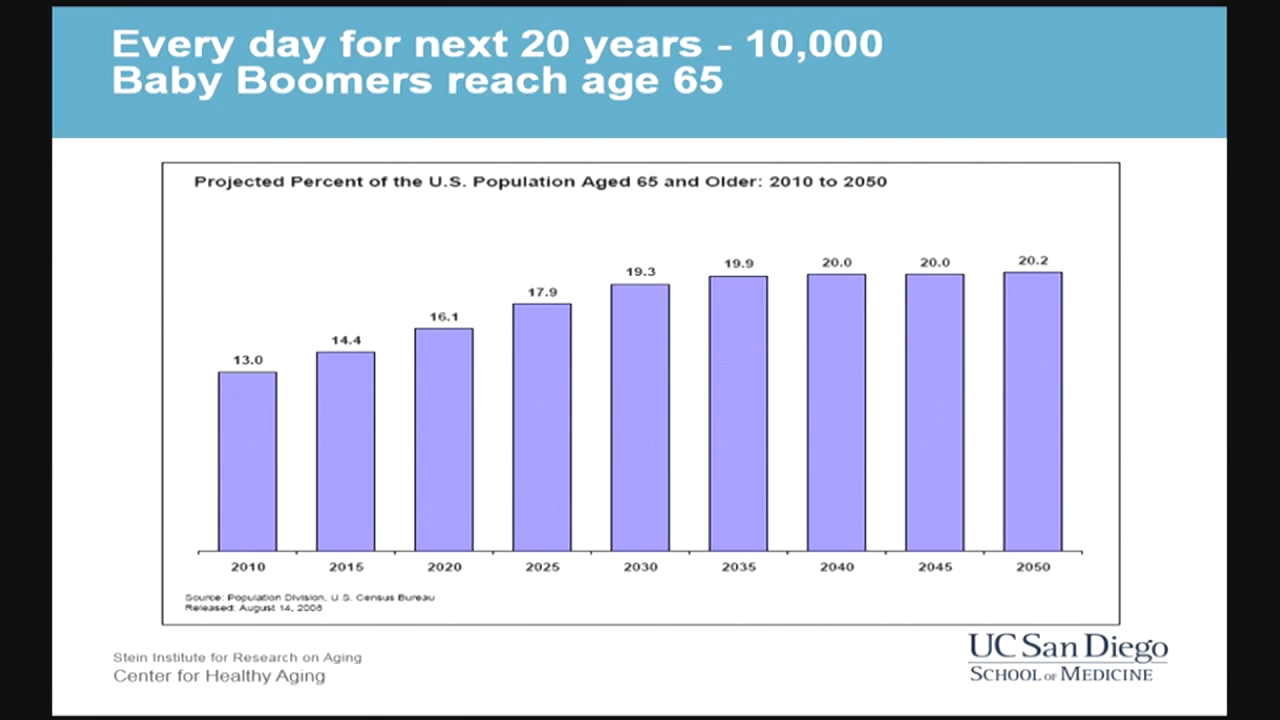 Every day for next 20 years - 10,000
Baby Boomers reach age 65
Projected Percent of the U.S. Population Aged 65 and Older: 2010 to 2050
13.0
14.4
16.1
17.9
19.3
19.9
20.0
20.0
20.2
2010
2015
2020
2025
2030
2035
2040
2045
2050
Source: Population Division, U.S. Census Bureau
Released: August 14, 2008
Stein Institute for Research on Aging
Center for Healthy Aging
UC San Diego
SCHOOL OF MEDICINE